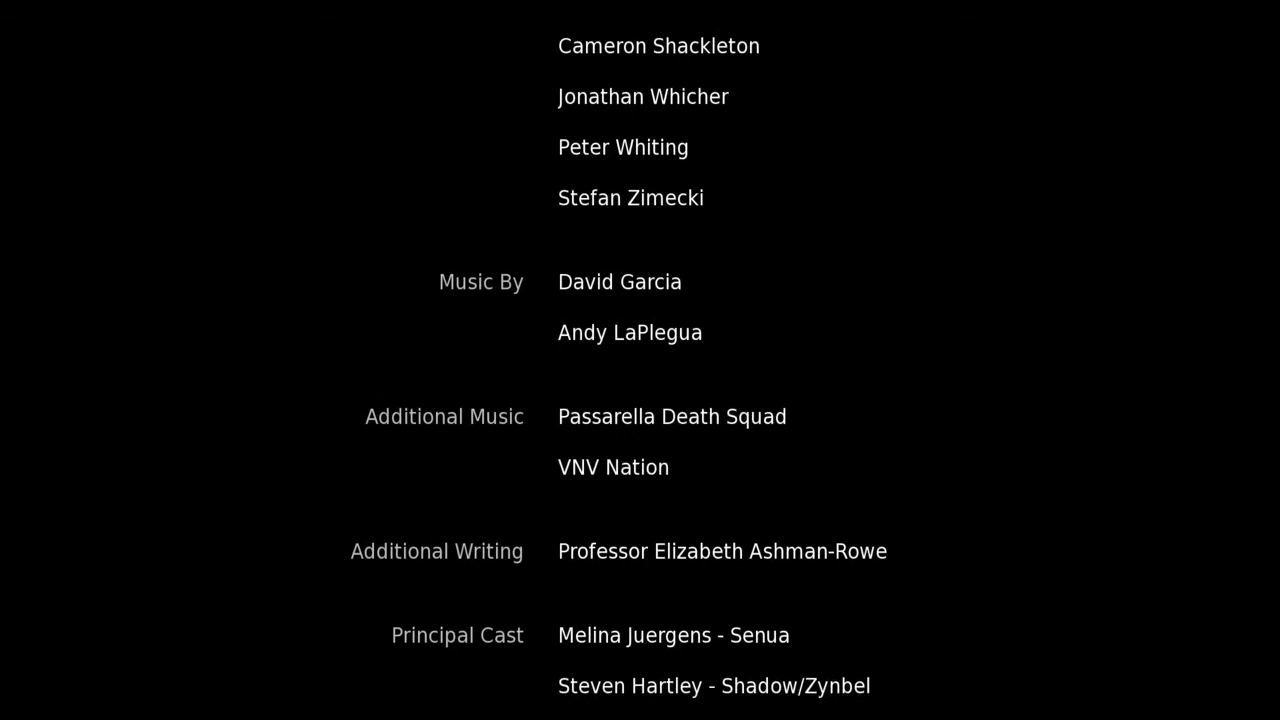 Cameron Shackleton
Jonathan Whicher
Peter Whiting
Stefan Zimecki
Music By David Garcia
Andy LaPlegua
Additional Music Passarella Death Squad
VNV Nation
Additional Writing Professor Elizabeth Ashman-Rowe
Principal Cast Melina Juergens - Senua
Steven Hartley - Shadow/Zynbel